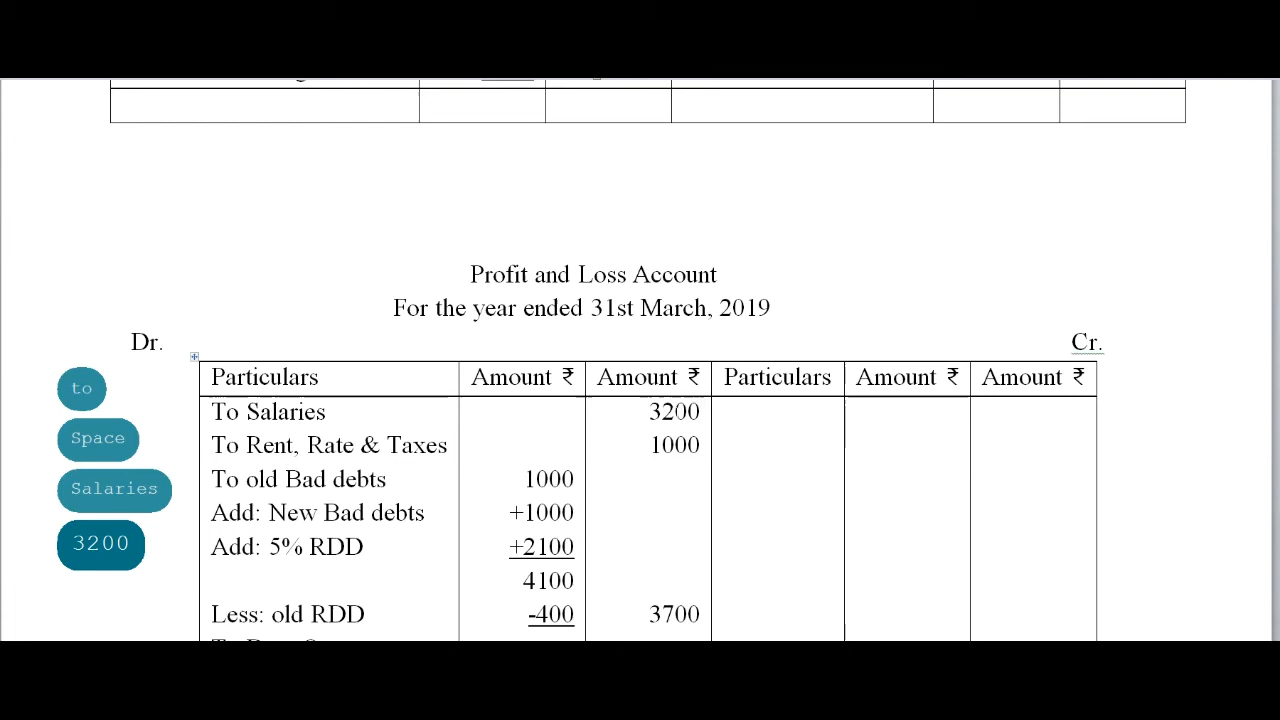 Profit and Loss Account
For the year ended 31st March, 2019
Dr. Cr.
Particulars Amount ₹ Amount ₹ Particulars Amount ₹ Amount ₹
To Salaries 3200
To Rent, Rate & Taxes 1000
To old Bad debts 1000
Add: New Bad debts +1000
Add: 5% RDD +2100
4100
Less: old RDD -400 3700
to
Space
Salaries
3200